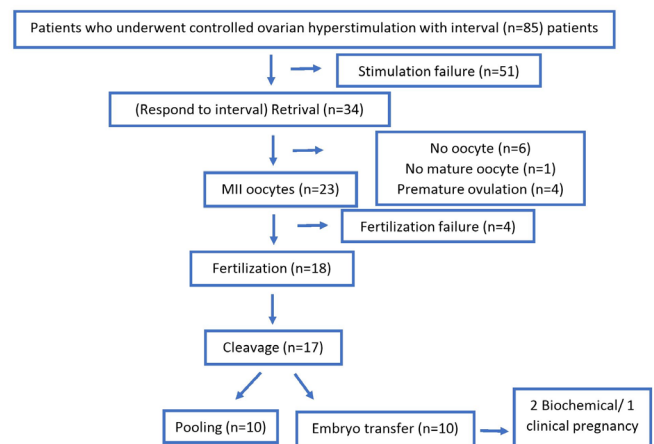 Patients who underwent controlled ovarian hyperstimulation with interval (n=85) patients
Stimulation failure (n=51)
(Respond to interval) Retrival (n=34)
No oocyte (n=6)
No mature oocyte (n=1)
Premature ovulation (n=4)
MII oocytes (n=23)
Fertilization failure (n=4)
Fertilization (n=18)
Cleavage (n=17)
Pooling (n=10)
Embryo transfer (n=10)
2 Biochemical/ 1
clinical pregnancy